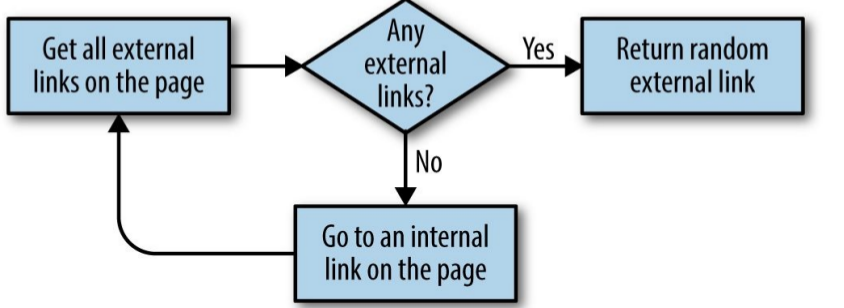 Get all external
links on the page
Any
external
links?
Yes
Return random
external link
No
Go to an internal
link on the page